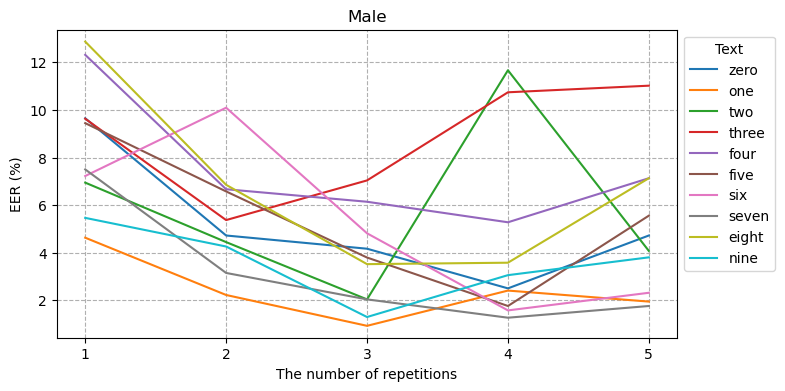 Male
EER (%)
12
10
8
6
4
2
1 2 3 4 5
The number of repetitions
Text
zero
one
two
three
four
five
six
seven
eight
nine